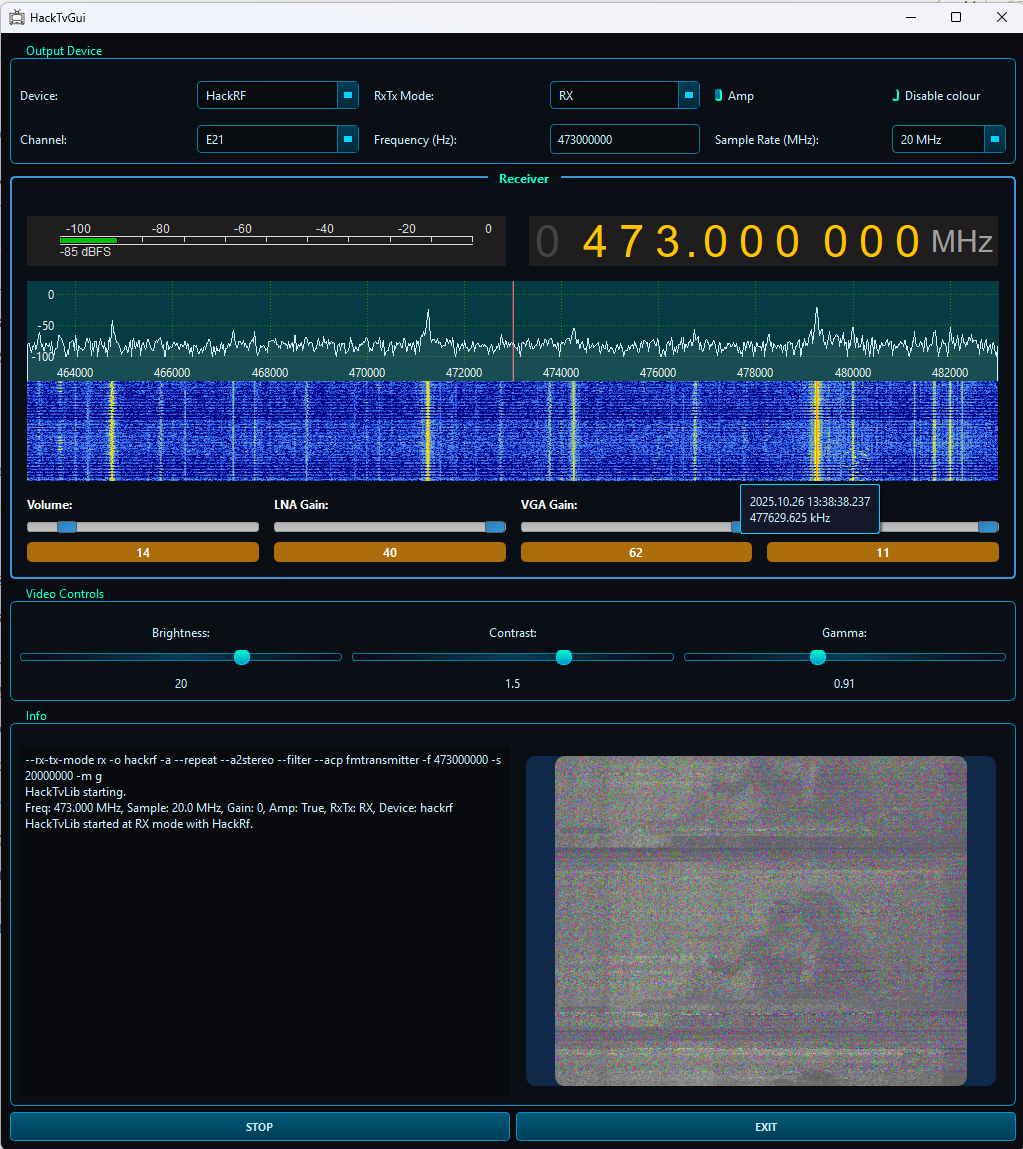 HackTvGui
Output Device
Device: HackRF RxTx Mode: RX Amp Disable colour
Channel: E21 Frequency (Hz): 473000000 Sample Rate (MHz): 20 MHz
Receiver
-100 -80 -60 -40 -20 0
-85 dBFS
0 473.000 000 MHz
0
-50
-100
464000 466000 468000 470000 472000 474000 476000 478000 480000 482000
2025.10.26 13:38:38.237
477629.625 kHz
Volume: LNA Gain: VGA Gain:
14 40 62 11
Video Controls
Brightness: Contrast: Gamma:
20 1.5 0.91
Info
--rx-tx-mode rx -o hackrf -a --repeat --a2stereo --filter --acp fmtransmitter -f 473000000 -s
20000000 -m g
HackTvLib starting.
Freq: 473.000 MHz, Sample: 20.0 MHz, Gain: 0, Amp: True, RxTx: RX, Device: hackrf
HackTvLib started at RX mode with HackRf.
STOP EXIT